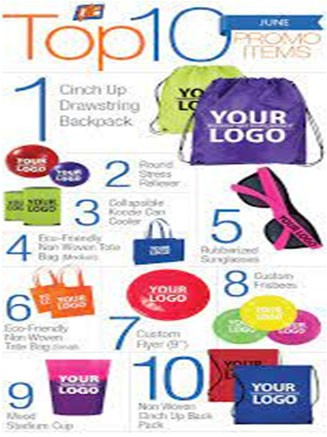 Top10
JUNE
PROMO
ITEMS
1
Cinch Up
Drawstring
Backpack
YO
LO
YOUR
LOGO
YOUR
LOGO
YOUR
LOGO
2
Round
Stress
Reliever
YOUR
LOGO
3
Collapsible
Koozie Can
Cooler
4
Eco-Friendly
Non Woven Tote
Bag
YOUR
LOGO
5
YOUR LOGO
Rubberized
Sunglasses
6
YOUR
LOGO
Eco-Friendly
Non Woven
Tote Bag (Small)
YOUR
LOGO
7
Custom
Flyer (9")
8
Custom
Frisbees
YOUR
LOGO
9
YOUR
LOGO
Mood
Stadium Cup
10
Non Woven
Cinch Up Back
Pack
YOUR
LOGO